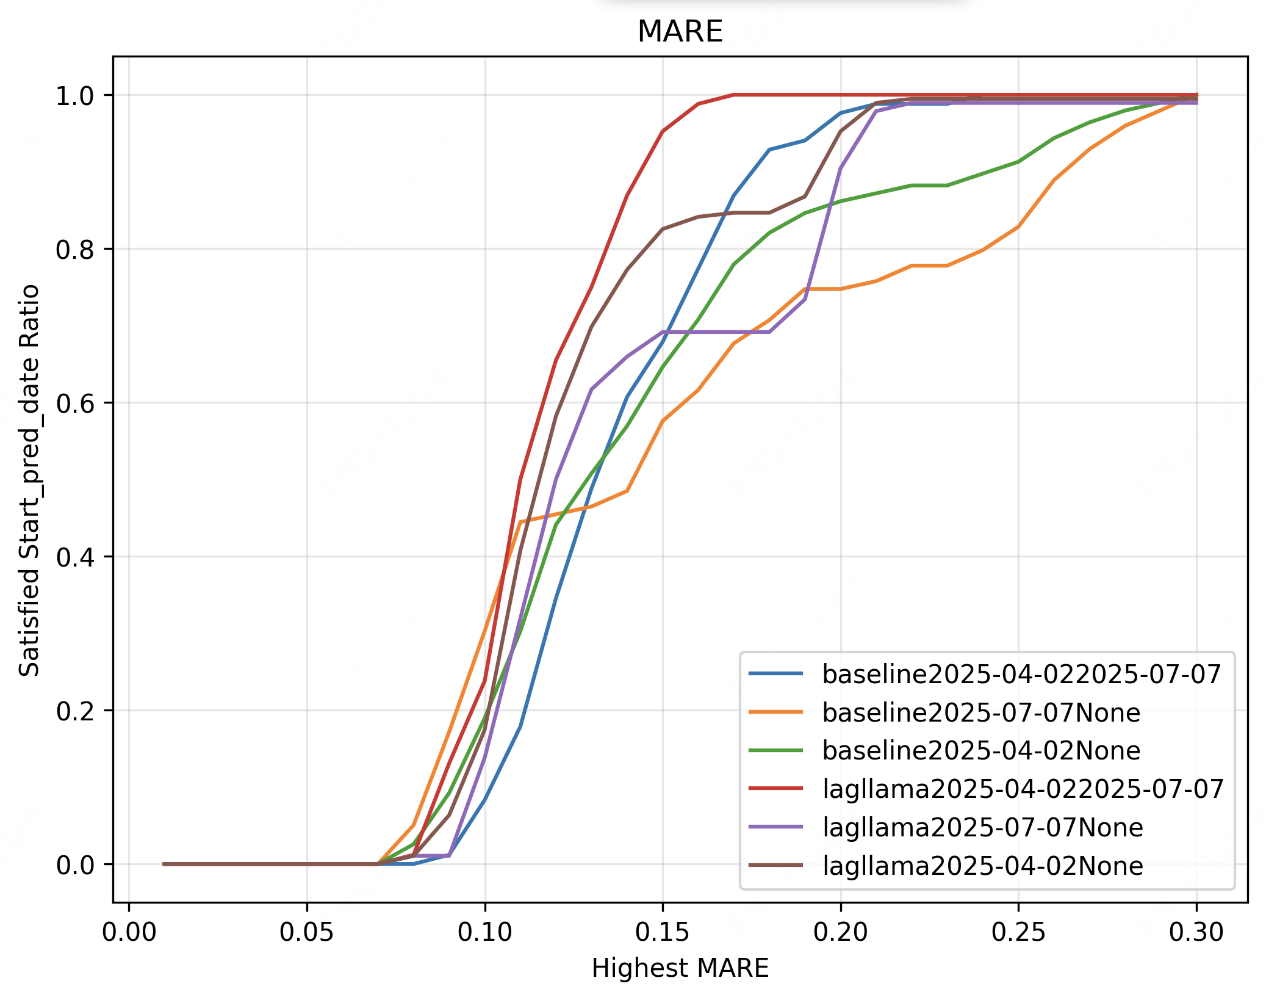 MARE
1.0
0.8
0.6
0.4
0.2
0.0
Satisfied Start_pred_date Ratio
baseline2025-04-022025-07-07
baseline2025-07-07None
baseline2025-04-02None
lagllama2025-04-022025-07-07
lagllama2025-07-07None
lagllama2025-04-02None
0.00 0.05 0.10 0.15 0.20 0.25 0.30
Highest MARE